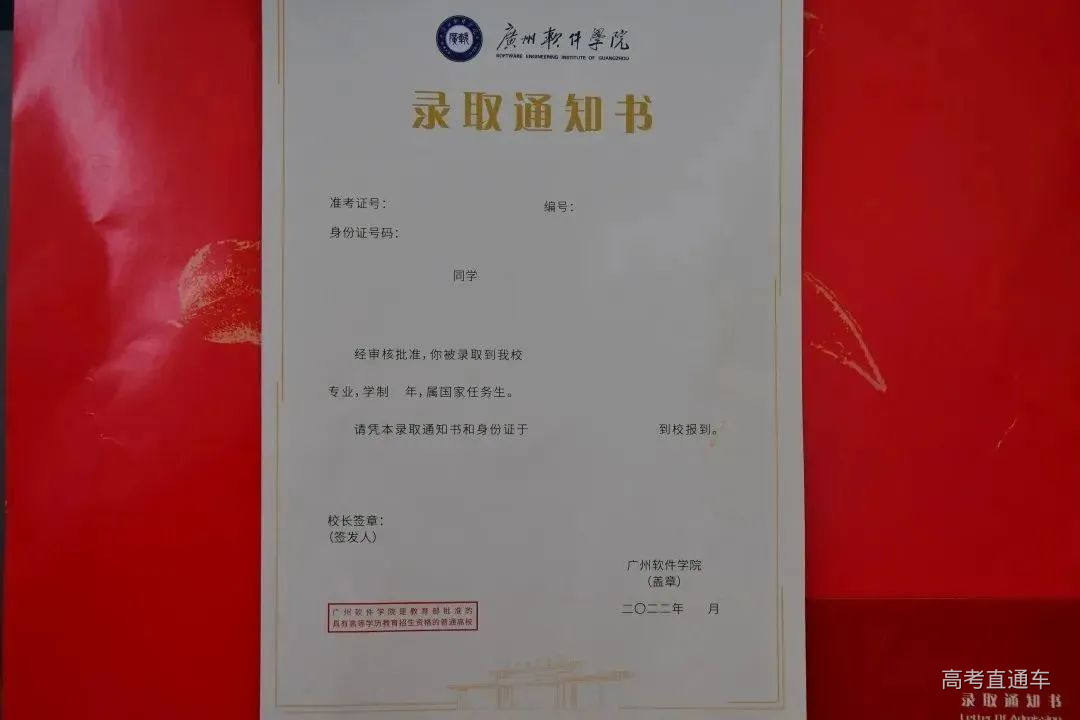 廣州軟件學院
SOFTWARE ENGINEERING INSTITUTE OF GUANGZHOU
录取通知书
准考证号：
编号：
身份证号码：
同学
经审核批准，你被录取到我校
专业，学制 年，属国家任务生。
请凭本录取通知书和身份证于 到校报到。
校长签章：
（签发人）
广州软件学院
（盖章）
二〇二二年 月
广州软件学院是教育部批准的
具有高等学历教育招生资格的普通高校
高考直通车
录取通知书
Letter Of Admission